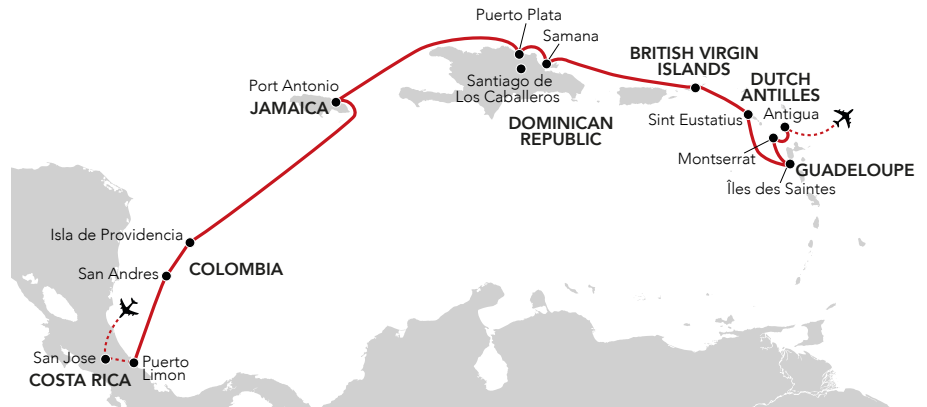 Puerto Plata
Samana
BRITISH VIRGIN
ISLANDS
Port Antonio
JAMAICA
Santiago de
Los Caballeros
DOMINICAN
REPUBLIC
DUTCH
ANTILLES
Antigua
Sint Eustatius
Montserrat
GUADELOUPE
Îles des Saintes
Isla de Providencia
San Andres
COLOMBIA
San Jose
COSTA RICA
Puerto
Limon